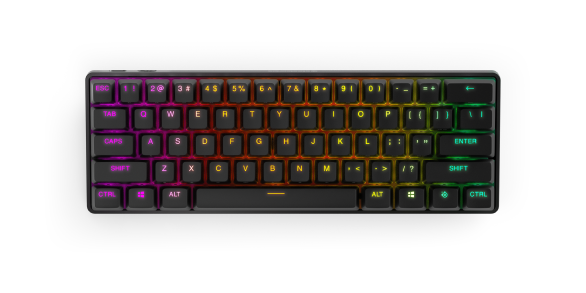 ESC 1 ! 2 @ 3 # 4 $ 5 % 6 ^ 7 & 8 * 9 ( 0 ) - _ = + ←
TAB Q W E R T Y U I O P [ { ] } \ |
CAPS A S D F G H J K L ; : ' " ENTER
SHIFT Z X C V B N M , < . > / ? SHIFT
CTRL ALT ALT CTRL